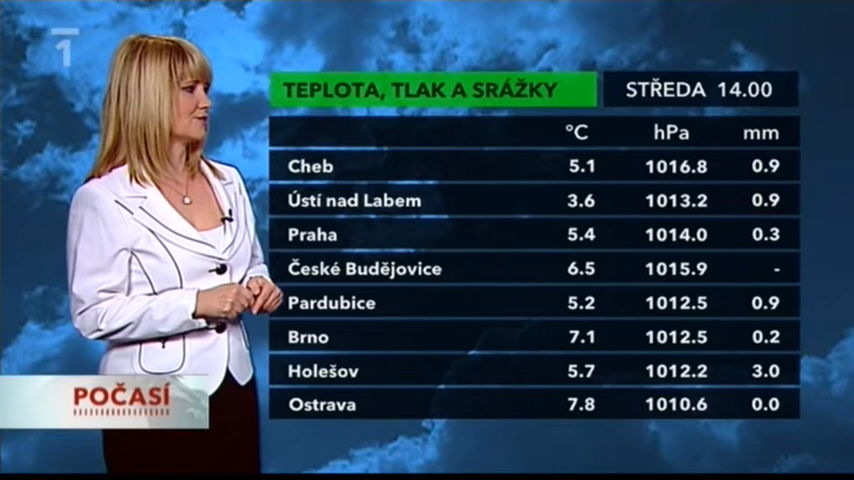 1
TEPLOTA, TLAK A SRÁŽKY STŘEDA 14.00
°C hPa mm
Cheb 5.1 1016.8 0.9
Ústí nad Labem 3.6 1013.2 0.9
Praha 5.4 1014.0 0.3
České Budějovice 6.5 1015.9 -
Pardubice 5.2 1012.5 0.9
Brno 7.1 1012.5 0.2
Holešov 5.7 1012.2 3.0
Ostrava 7.8 1010.6 0.0
POČASÍ